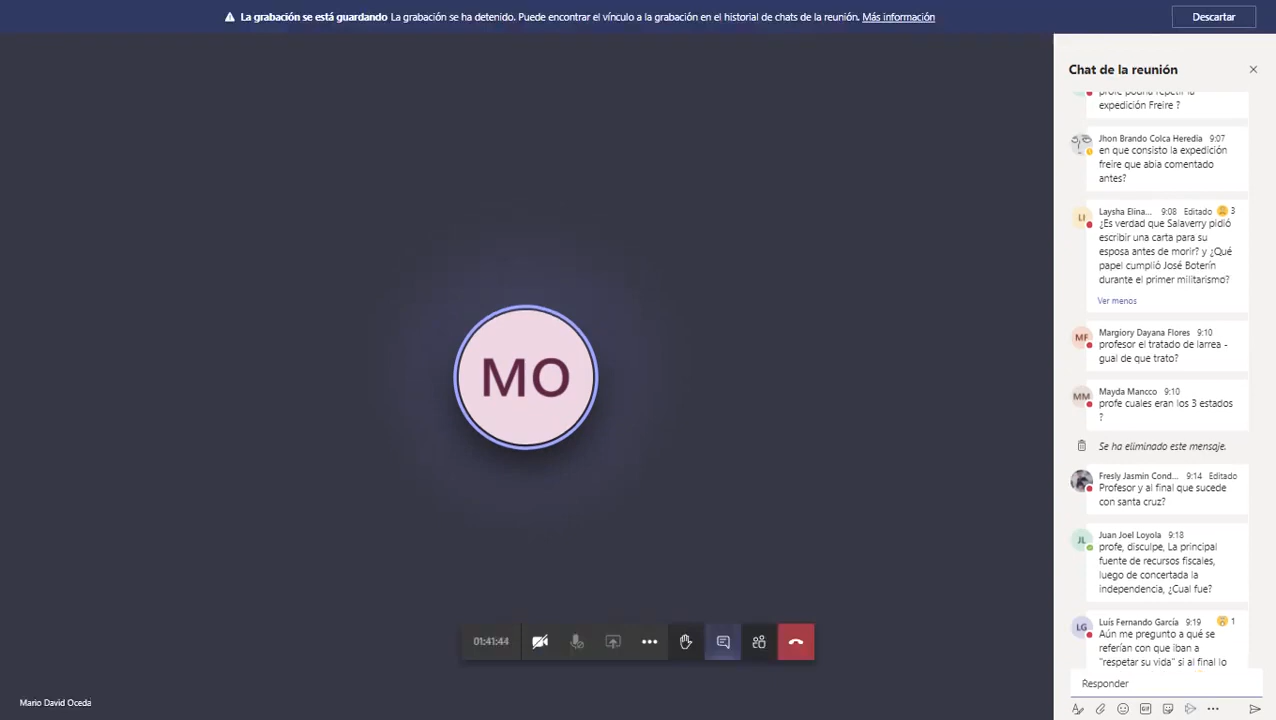 La grabación se está guardando La grabación se ha detenido. Puede encontrar el vínculo a la grabación en el historial de chats de la reunión. Más información
Descartar
Chat de la reunión
profe podría repetir la
expedición Freire ?
Jhon Brando Colca Heredia 9:07
en que consisto la expedición
freire que abia comentado
antes?
LI
Laysha Elina... 9:08 Editado 3
¿Es verdad que Salaverry pidió
escribir una carta para su
esposa antes de morir? y ¿Qué
papel cumplió José Boterín
durante el primer militarismo?
Ver menos
MF
Margiory Dayana Flores 9:10
profesor el tratado de larrea -
gual de que trato?
MM
Mayda Mancco 9:10
profe cuales eran los 3 estados
?
Se ha eliminado este mensaje.
Fresly Jasmin Cond... 9:14 Editado
Profesor y al final que sucede
con santa cruz?
JL
Juan Joel Loyola 9:18
profe, disculpe, La principal
fuente de recursos fiscales,
luego de concertada la
independencia, ¿Cual fue?
LG
Luís Fernando García 9:19 1
Aún me pregunto a qué se
referían con que iban a
"respetar su vida" si al final lo
Responder
GIF
MO
01:41:44
Mario David Oceda